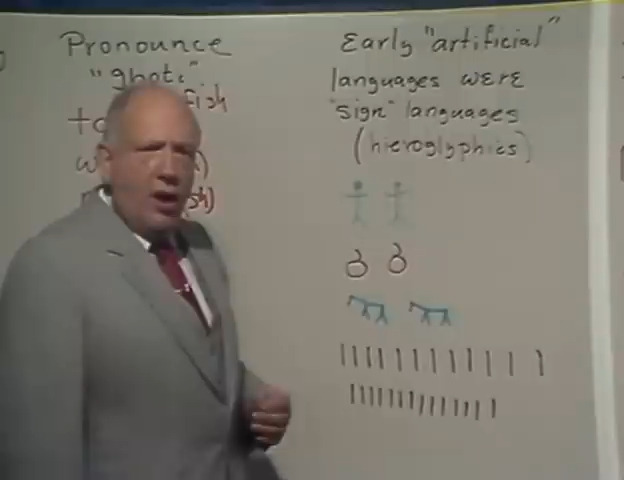 Pronounce
"ghoti"
fish
Early "artificial"
languages were
"sign" languages
(hieroglyphics)